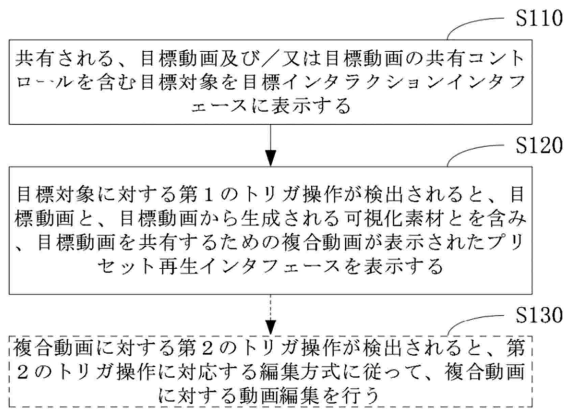 S110
共有される、目標動画及び／又は目標動画の共有コント
ロールを含む目標対象を目標インタラクションインタフ
ェースに表示する
S120
目標対象に対する第１のトリガ操作が検出されると、目
標動画と、目標動画から生成される可視化素材とを含み
、目標動画を共有するための複合動画が表示されたプリ
セット再生インタフェースを表示する
S130
複合動画に対する第２のトリガ操作が検出されると、第
２のトリガ操作に対応する編集方式に従って、複合動画
に対する動画編集を行う